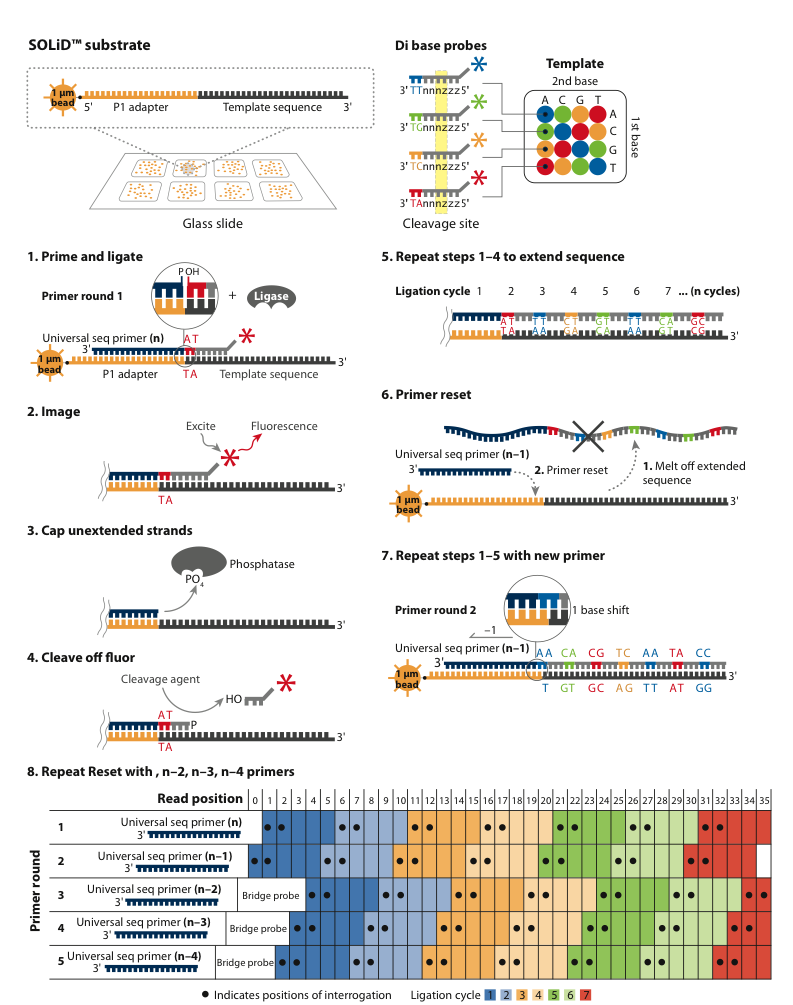 SOLiD™ substrate
1 µm
bead
5'
P1 adapter
Template sequence
3'
Glass slide
Di base probes
3' TTnnnzzz5'
3' TGnnnzzz5'
3' TCnnnzzz5'
3' TAnnnzzz5'
Cleavage site
Template
2nd base
A C G T
A
C
G
T
1st base
1. Prime and ligate
P OH
Primer round 1
+
Ligase
Universal seq primer (n)
3'
AT
1 µm
bead
P1 adapter
TA
Template sequence
3'
2. Image
Excite
Fluorescence
TA
3'
3. Cap unextended strands
Phosphatase
PO4
3'
4. Cleave off fluor
Cleavage agent
HO
AT
P
TA
3'
5. Repeat steps 1–4 to extend sequence
Ligation cycle 1 2 3 4 5 6 7 ... (n cycles)
AT TT CT GT TT CA GC
TA AA GA CA AA GT CG
3'
6. Primer reset
Universal seq primer (n–1)
3'
2. Primer reset
1. Melt off extended
sequence
1 µm
bead
3'
7. Repeat steps 1–5 with new primer
Primer round 2
1 base shift
–1
Universal seq primer (n–1)
3'
AA CA CG TC AA TA CC
1 µm
bead
3'
T GT GC AG TT AT GG
8. Repeat Reset with , n–2, n–3, n–4 primers
Read position 0 1 2 3 4 5 6 7 8 9 10 11 12 13 14 15 16 17 18 19 20 21 22 23 24 25 26 27 28 29 30 31 32 33 34 35
Primer round
1 Universal seq primer (n)
3'
2 Universal seq primer (n–1)
3'
3 Universal seq primer (n–2)
3'
Bridge probe
4 Universal seq primer (n–3)
3'
Bridge probe
5 Universal seq primer (n–4)
3'
Bridge probe
• Indicates positions of interrogation
Ligation cycle 1 2 3 4 5 6 7